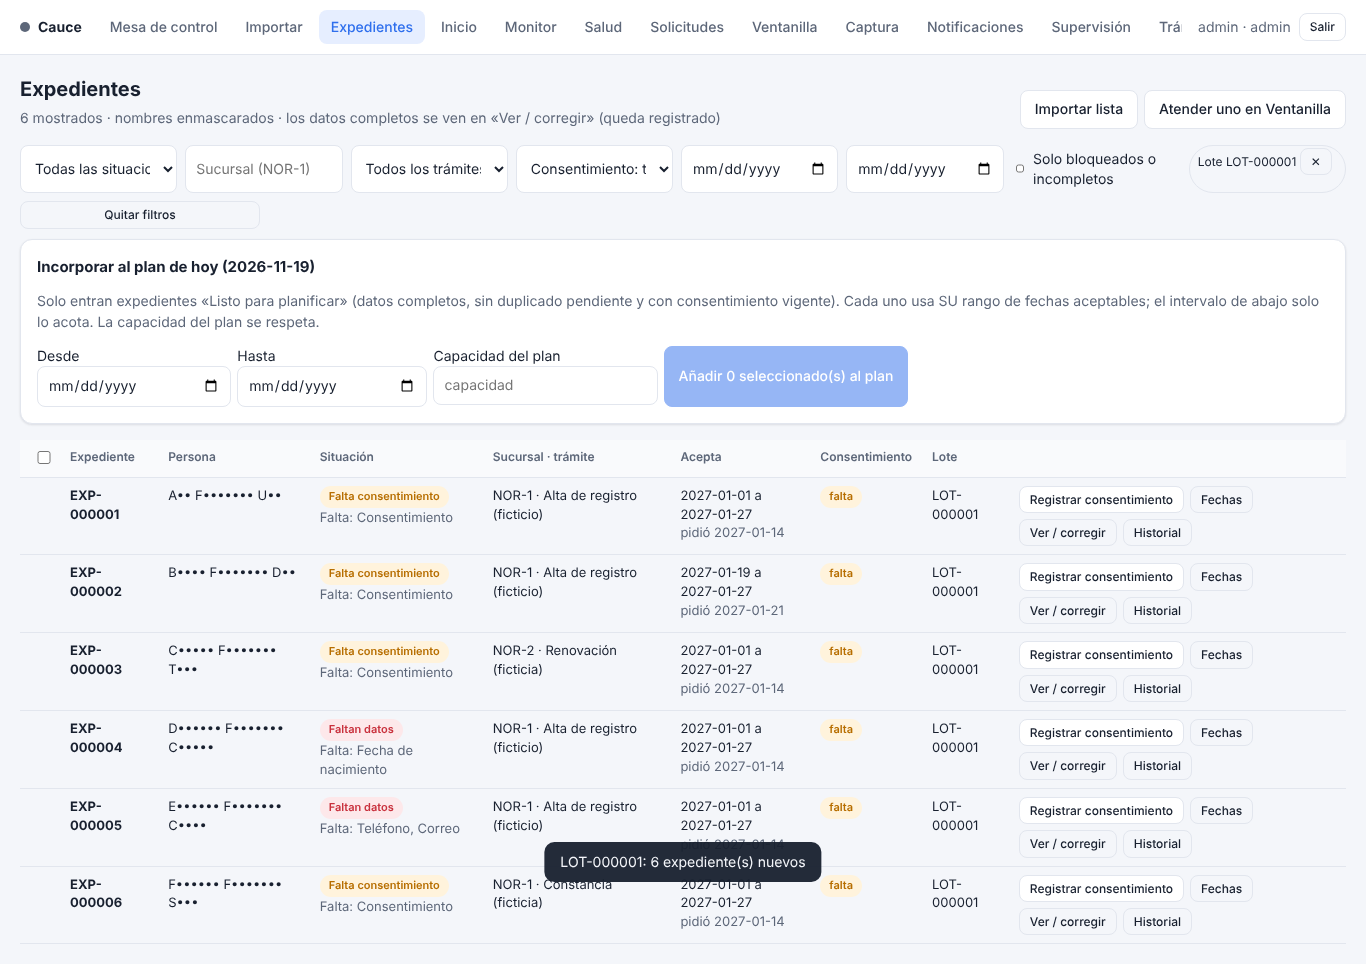 Cauce Mesa de control Importar Expedientes Inicio Monitor Salud Solicitudes Ventanilla Captura Notificaciones Supervisión Trá admin · admin Salir
Expedientes
6 mostrados · nombres enmascarados · los datos completos se ven en «Ver / corregir» (queda registrado)
Importar lista Atender uno en Ventanilla
Todas las situacic Sucursal (NOR-1) Todos los trámite: Consentimiento: t mm/dd/yyyy mm/dd/yyyy Solo bloqueados o
incompletos
Lote LOT-000001 ×
Quitar filtros
Incorporar al plan de hoy (2026-11-19)
Solo entran expedientes «Listo para planificar» (datos completos, sin duplicado pendiente y con consentimiento vigente). Cada uno usa SU rango de fechas aceptables; el intervalo de abajo solo
lo acota. La capacidad del plan se respeta.
Desde Hasta Capacidad del plan
mm/dd/yyyy mm/dd/yyyy capacidad Añadir 0 seleccionado(s) al plan
Expediente Persona Situación Sucursal · trámite Acepta Consentimiento Lote
EXP- A•• F••••••• U•• Falta consentimiento NOR-1 · Alta de registro 2027-01-01 a falta LOT- Registrar consentimiento Fechas
000001 Falta: Consentimiento (ficticio) 2027-01-27 000001
pidió 2027-01-14 Ver / corregir Historial
EXP- B•••• F••••••• D•• Falta consentimiento NOR-1 · Alta de registro 2027-01-19 a falta LOT- Registrar consentimiento Fechas
000002 Falta: Consentimiento (ficticio) 2027-01-27 000001
pidió 2027-01-21 Ver / corregir Historial
EXP- C••••• F••••••• Falta consentimiento NOR-2 · Renovación 2027-01-01 a falta LOT- Registrar consentimiento Fechas
000003 T••• Falta: Consentimiento (ficticia) 2027-01-27 000001
pidió 2027-01-14 Ver / corregir Historial
EXP- D•••••• F••••••• Faltan datos NOR-1 · Alta de registro 2027-01-01 a falta LOT- Registrar consentimiento Fechas
000004 C••••• Falta: Fecha de (ficticio) 2027-01-27 000001
nacimiento pidió 2027-01-14 Ver / corregir Historial
EXP- E•••••• F••••••• Faltan datos NOR-1 · Alta de registro 2027-01-01 a falta LOT- Registrar consentimiento Fechas
000005 C•••• Falta: Teléfono, Correo (ficticio) 2027-01-27 000001
Ver / corregir Historial
LOT-000001: 6 expediente(s) nuevos
EXP- F•••••• F••••••• Falta consentimiento NOR-1 · Constancia 2027-01-01 a falta LOT- Registrar consentimiento Fechas
000006 S••• Falta: Consentimiento (ficticia) 2027-01-27 000001
pidió 2027-01-14 Ver / corregir Historial